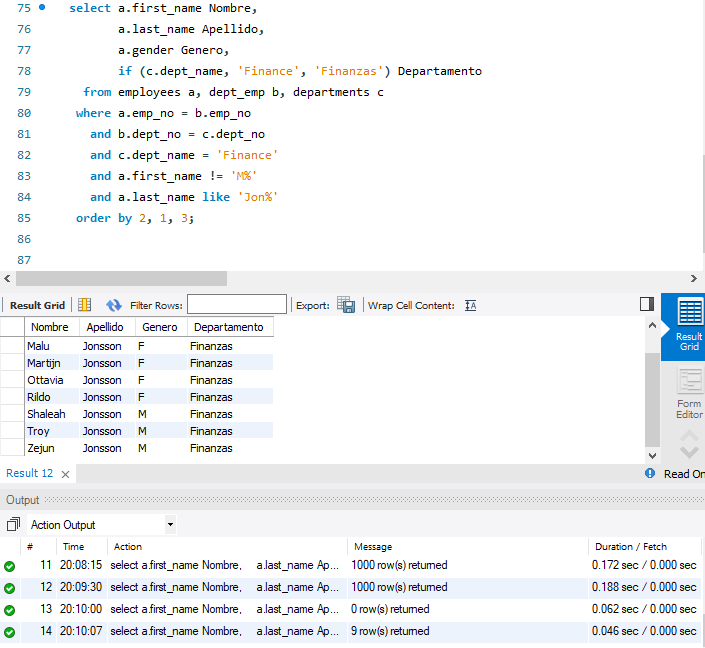 75 select a.first_name Nombre,
76 a.last_name Apellido,
77 a.gender Genero,
78 if (c.dept_name, 'Finance', 'Finanzas') Departamento
79 from employees a, dept_emp b, departments c
80 where a.emp_no = b.emp_no
81 and b.dept_no = c.dept_no
82 and c.dept_name = 'Finance'
83 and a.first_name != 'M%'
84 and a.last_name like 'Jon%'
85 order by 2, 1, 3;
86
87
Result Grid Filter Rows: Export: Wrap Cell Content: IA
Nombre Apellido Genero Departamento
Malu Jonsson F Finanzas
Martijn Jonsson F Finanzas
Ottavia Jonsson F Finanzas
Rildo Jonsson F Finanzas
Shaleah Jonsson M Finanzas
Troy Jonsson M Finanzas
Zejun Jonsson M Finanzas
Result
Grid
Form
Editor
Result 12 Read On
Output
Action Output
# Time Action Message Duration / Fetch
11 20:08:15 select a.first_name Nombre, a.last_name Ap... 1000 row(s) returned 0.172 sec / 0.000 sec
12 20:09:30 select a.first_name Nombre, a.last_name Ap... 1000 row(s) returned 0.188 sec / 0.000 sec
13 20:10:00 select a.first_name Nombre, a.last_name Ap... 0 row(s) returned 0.062 sec / 0.000 sec
14 20:10:07 select a.first_name Nombre, a.last_name Ap... 9 row(s) returned 0.046 sec / 0.000 sec